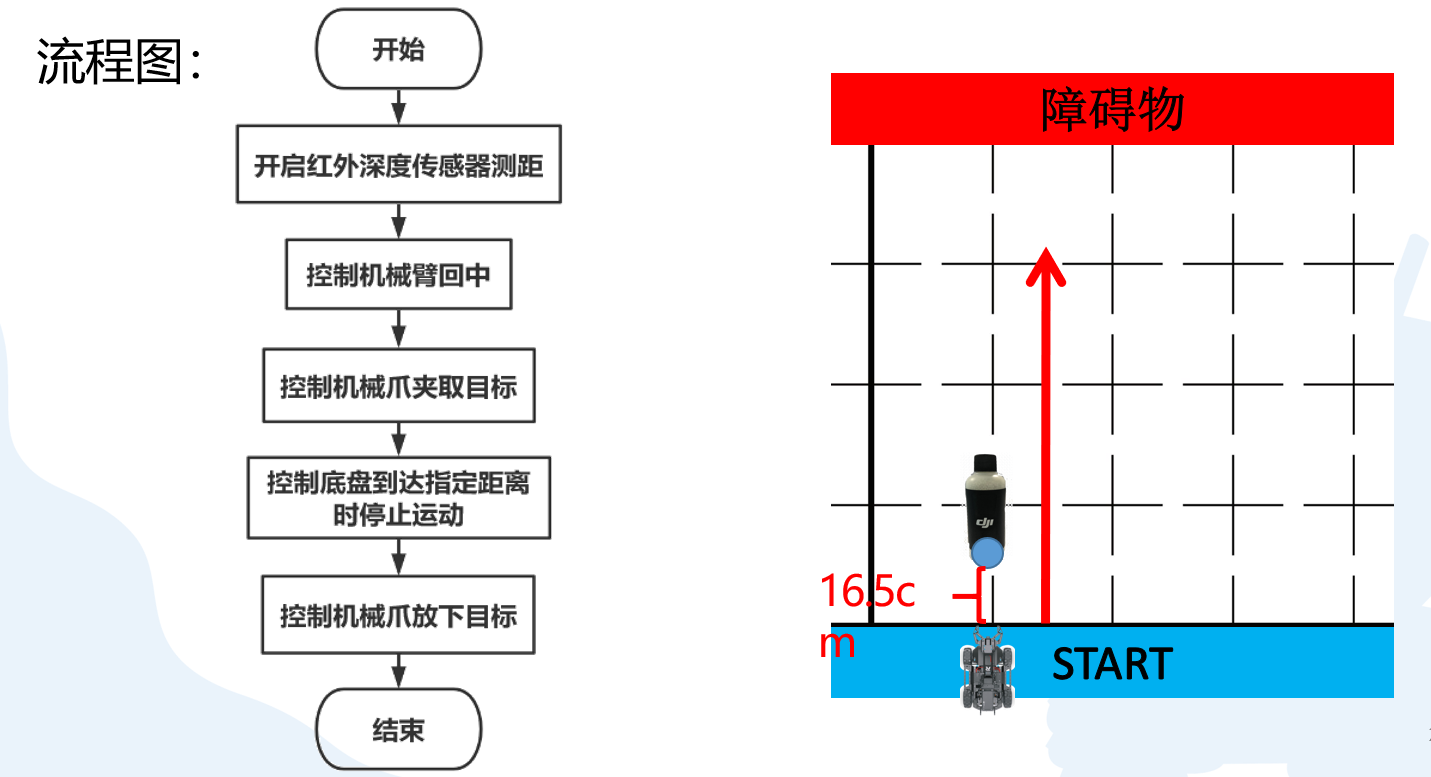 流程图：
开始
开启红外深度传感器测距
控制机械臂回中
控制机械爪夹取目标
控制底盘到达指定距离
时停止运动
控制机械爪放下目标
结束
障碍物
dji
16.5c
m
START